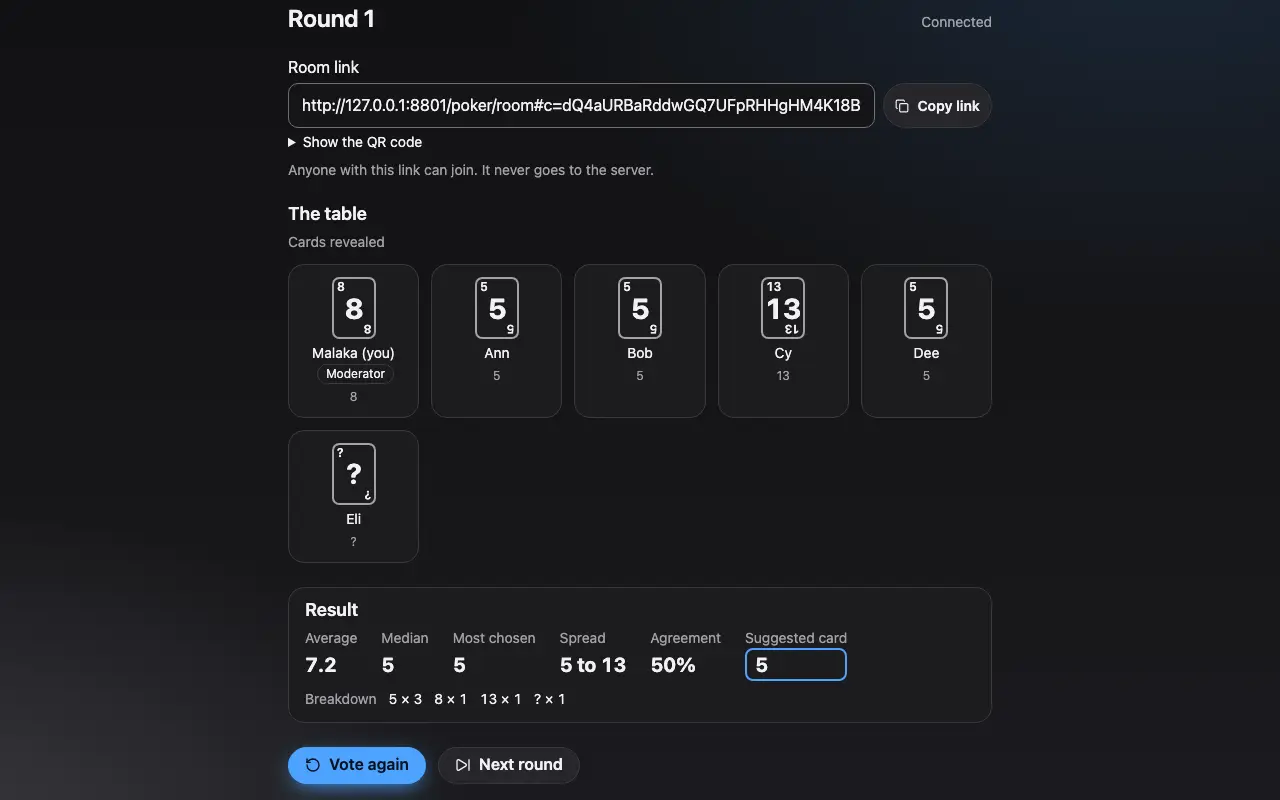 Round 1
Connected
Room link
http://127.0.0.1:8801/poker/room#c=dQ4aURBaRddwGQ7UFpRHHgHM4K18B
Copy link
Show the QR code
Anyone with this link can join. It never goes to the server.
The table
Cards revealed
8 8 8
Malaka (you)
Moderator
8
5 5 5
Ann
5
5 5 5
Bob
5
13 13 13
Cy
13
5 5 5
Dee
5
? ? ?
Eli
?
Result
Average Median Most chosen Spread Agreement Suggested card
7.2 5 5 5 to 13 50% 5
Breakdown 5 × 3 8 × 1 13 × 1 ? × 1
Vote again Next round